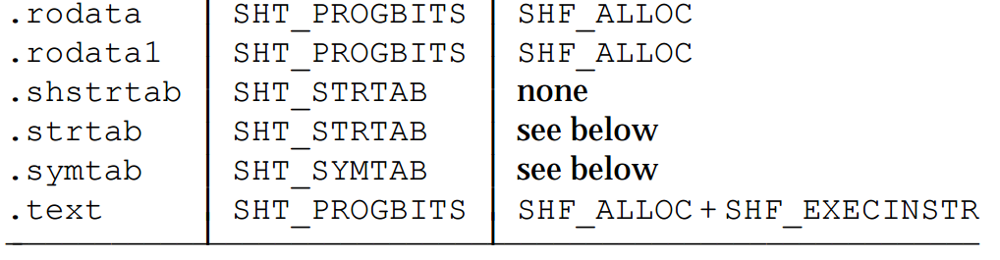 .rodata SHT_PROGBITS SHF_ALLOC
.rodata1 SHT_PROGBITS SHF_ALLOC
.shstrtab SHT_STRTAB none
.strtab SHT_STRTAB see below
.symtab SHT_SYMTAB see below
.text SHT_PROGBITS SHF_ALLOC + SHF_EXECINSTR